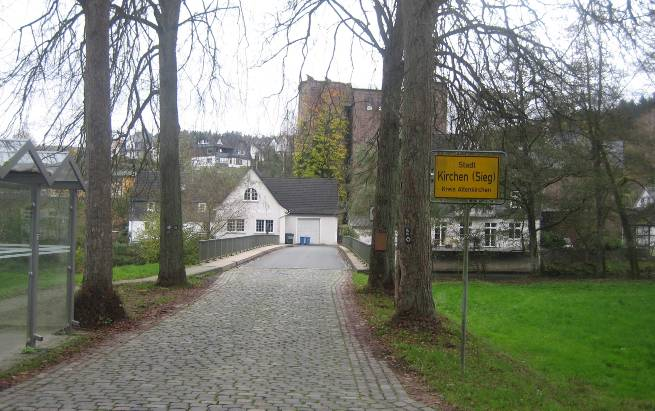 Stadt
Kirchen (Sieg)
Kreis Altenkirchen